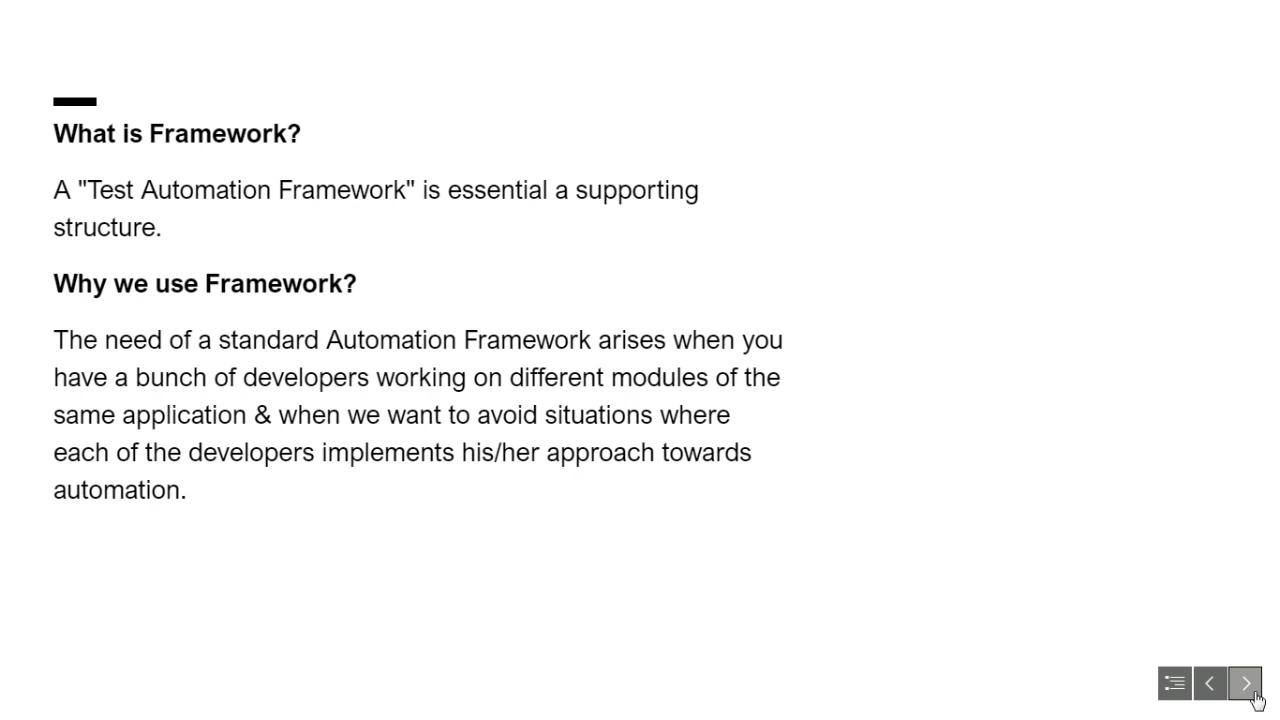 What is Framework?
A "Test Automation Framework" is essential a supporting
structure.
Why we use Framework?
The need of a standard Automation Framework arises when you
have a bunch of developers working on different modules of the
same application & when we want to avoid situations where
each of the developers implements his/her approach towards
automation.